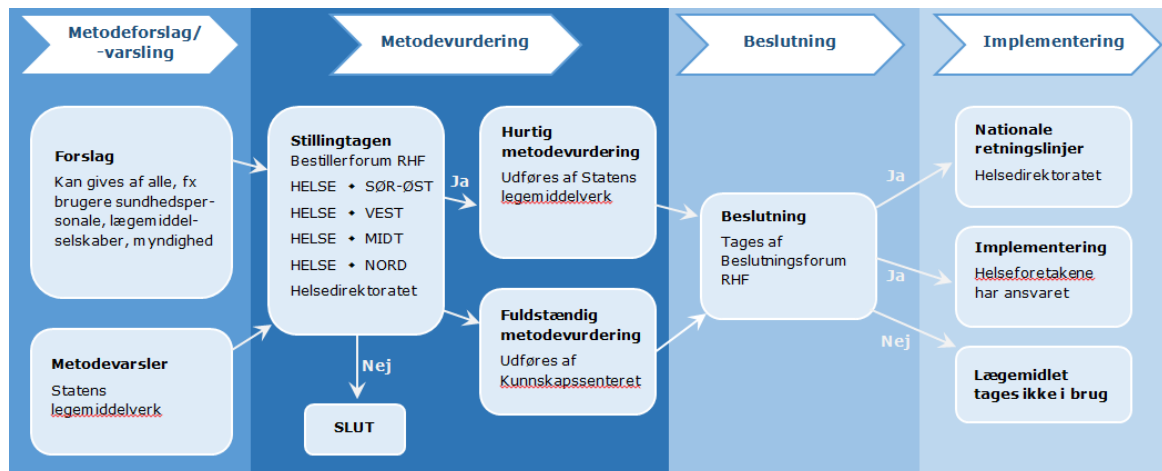 Metodeforslag/
-varsling
Metodevurdering
Beslutning
Implementering
Forslag
Kan gives af alle, fx
brugere sundhedsper-
sonale, lægemiddel-
selskaber, myndighed
Metodevarsler
Statens
legemiddelverk
Stillingtagen
Bestillerforum RHF
HELSE • SØR-ØST
HELSE • VEST
HELSE • MIDT
HELSE • NORD
Helsedirektoratet
Nej
SLUT
Ja
Hurtig
metodevurdering
Udføres af Statens
legemiddelverk
Fuldstændig
metodevurdering
Udføres af
Kunnskapssenteret
Beslutning
Tages af
Beslutningsforum
RHF
Ja
Ja
Nej
Nationale
retningslinjer
Helsedirektoratet
Implementering
Helseforetakene
har ansvaret
Lægemidlet
tages ikke i brug